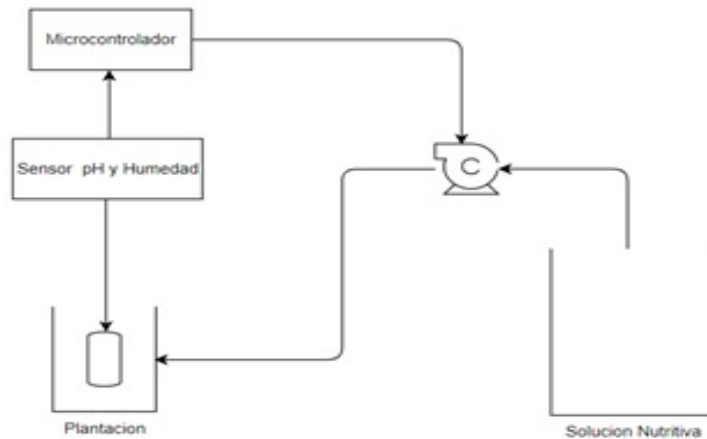 Microcontrolador
C
Sensor pH y Humedad
Plantacion
Solucion Nutritiva